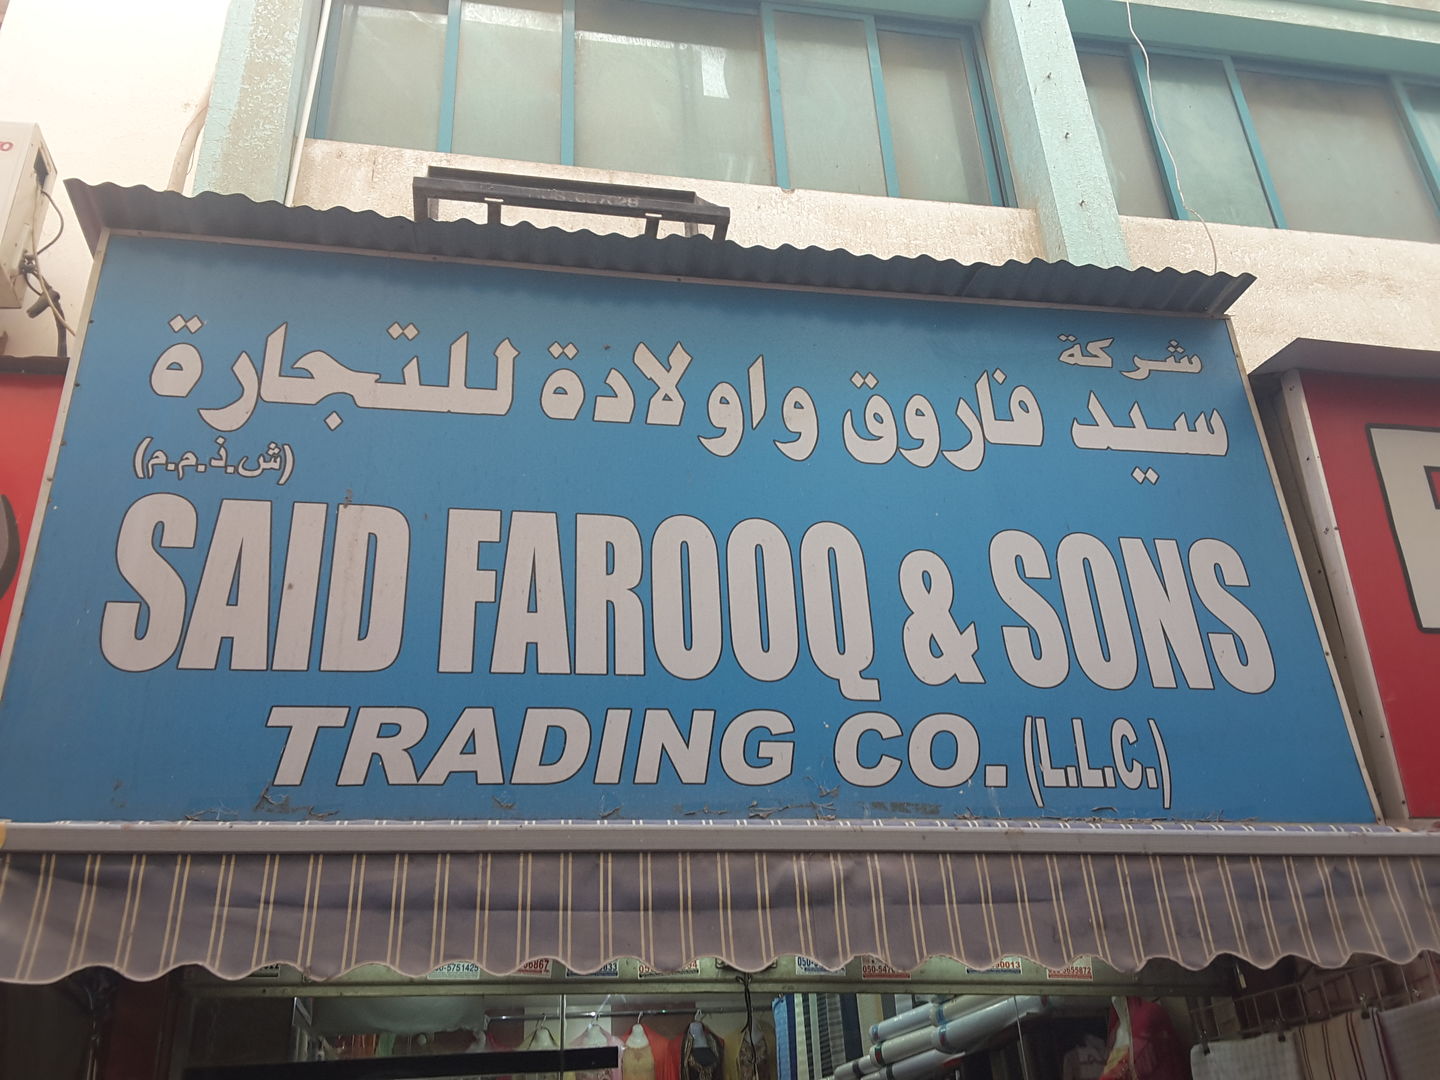 شركة
سيد فاروق واولادة للتجارة
(ش.ذ.م.م)
SAID FAROOQ & SONS
TRADING CO. (L.L.C.)